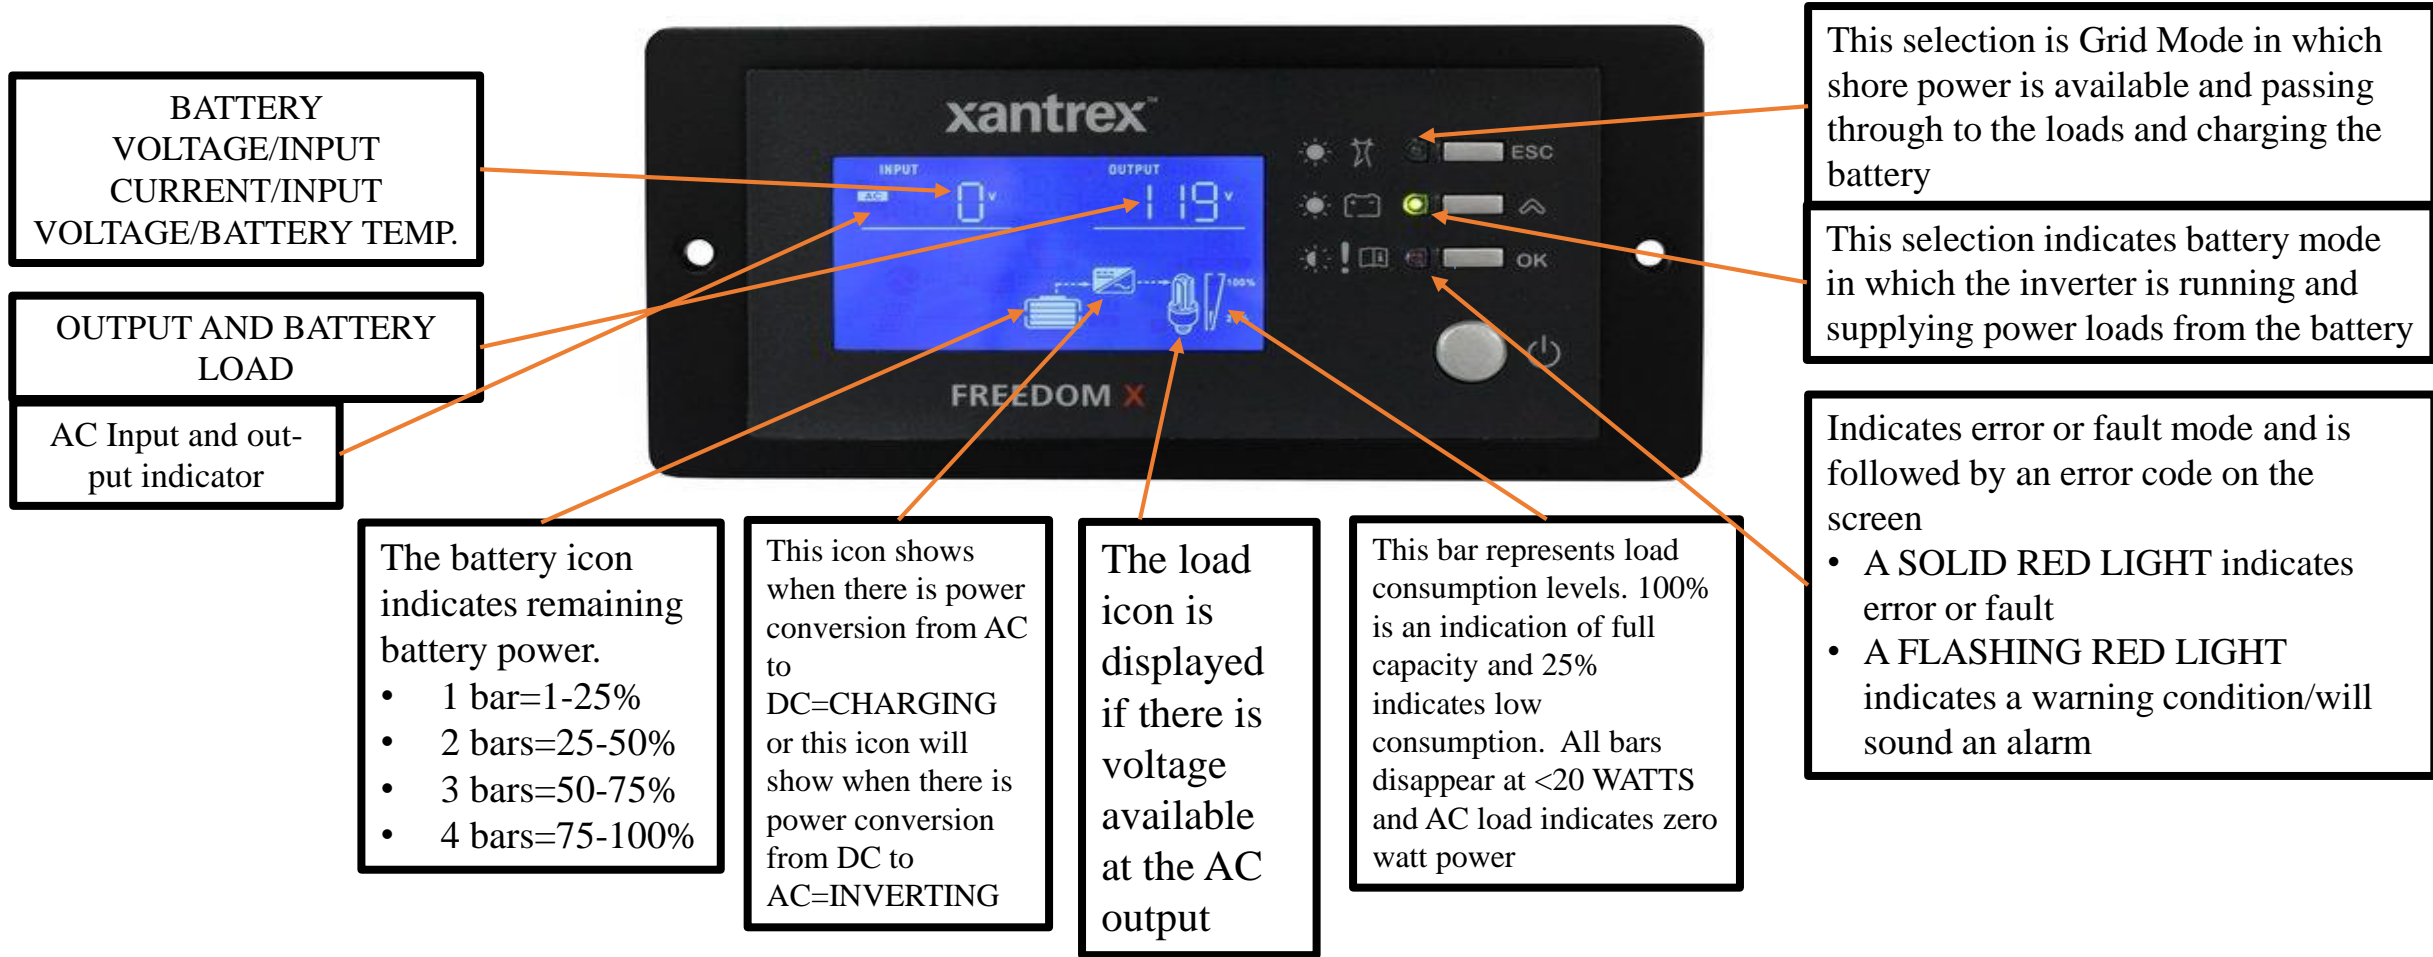 BATTERY
VOLTAGE/INPUT
CURRENT/INPUT
VOLTAGE/BATTERY TEMP.
OUTPUT AND BATTERY
LOAD
AC Input and out-
put indicator
xantrex™
INPUT
OUTPUT
AC
0 v
119 v
100%
FREEDOM X
ESC
OK
This selection is Grid Mode in which
shore power is available and passing
through to the loads and charging the
battery
This selection indicates battery mode
in which the inverter is running and
supplying power loads from the battery
Indicates error or fault mode and is
followed by an error code on the
screen
• A SOLID RED LIGHT indicates
error or fault
• A FLASHING RED LIGHT
indicates a warning condition/will
sound an alarm
The battery icon
indicates remaining
battery power.
• 1 bar=1-25%
• 2 bars=25-50%
• 3 bars=50-75%
• 4 bars=75-100%
This icon shows
when there is power
conversion from AC
to
DC=CHARGING
or this icon will
show when there is
power conversion
from DC to
AC=INVERTING
The load
icon is
displayed
if there is
voltage
available
at the AC
output
This bar represents load
consumption levels. 100%
is an indication of full
capacity and 25%
indicates low
consumption.  All bars
disappear at <20 WATTS
and AC load indicates zero
watt power